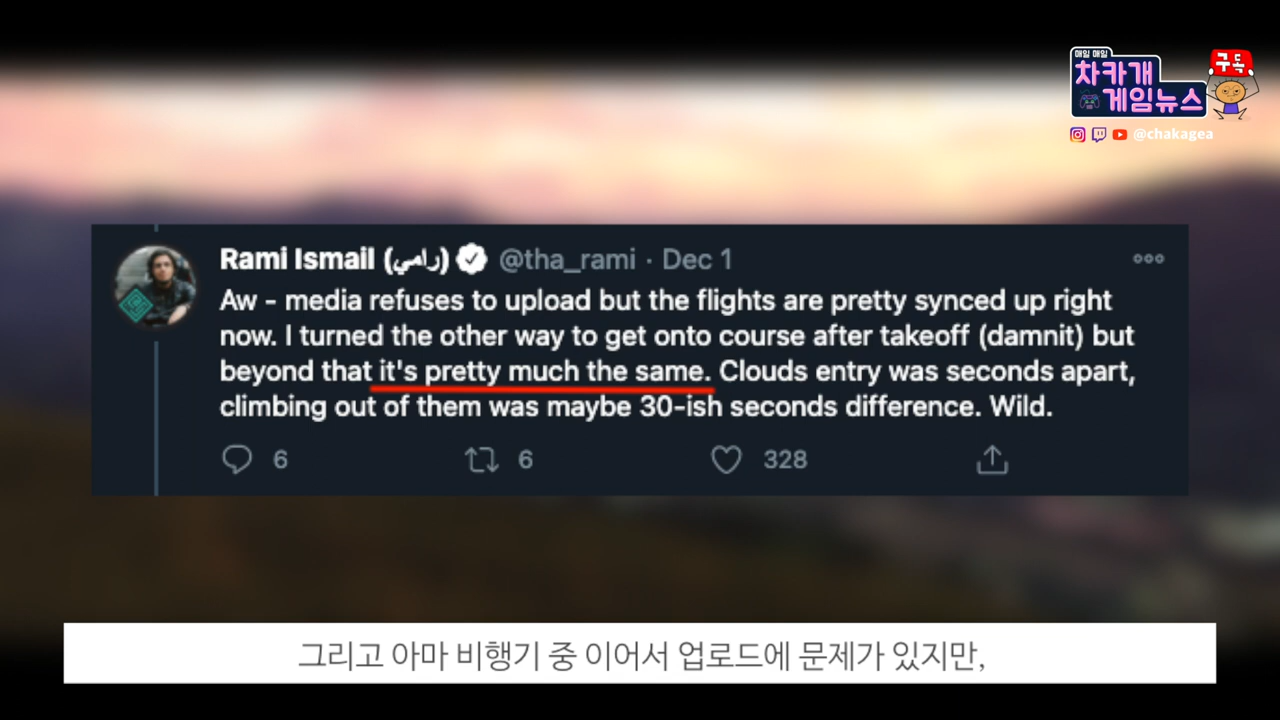 매일 매일
차카개
게임뉴스
구독
@chakagea
Rami Ismail (رامي) @tha_rami · Dec 1
Aw - media refuses to upload but the flights are pretty synced up right
now. I turned the other way to get onto course after takeoff (damnit) but
beyond that it's pretty much the same. Clouds entry was seconds apart,
climbing out of them was maybe 30-ish seconds difference. Wild.
6 6 328
그리고 아마 비행기 중 이어서 업로드에 문제가 있지만,